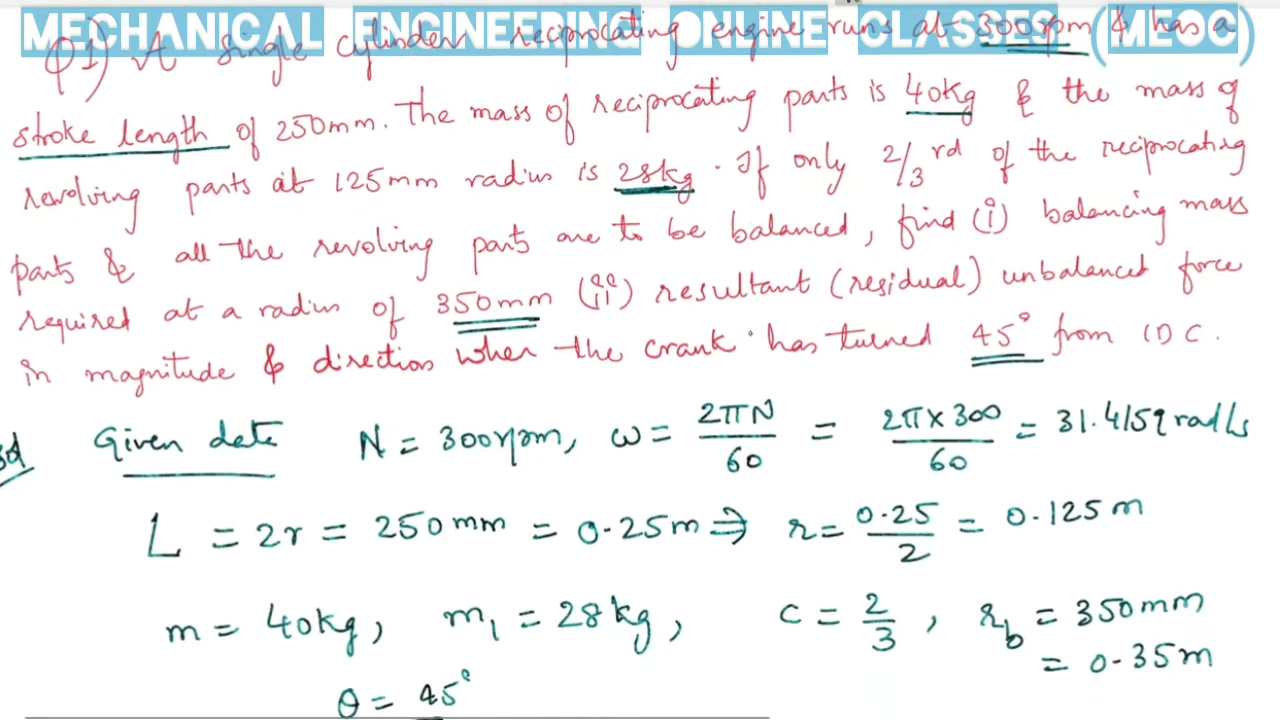 MECHANICAL ENGINEERING ONLINE CLASSES (MEOC)
Q1) A single cylinder reciprocating engine runs at 300rpm & has a
stroke length of 250mm. The mass of reciprocating parts is 40kg & the mass of
revolving parts at 125mm radius is 28kg. If only 2/3 rd of the reciprocating
parts & all the revolving parts are to be balanced, find (i) balancing mass
required at a radius of 350mm (ii) resultant (residual) unbalanced force
in magnitude & direction when the crank has turned 45° from IDC.
Given data N = 300rpm, ω = 2πN/60 = 2π×300/60 = 31.4159 rad/s
L = 2r = 250mm = 0.25m ⇒ r = 0.25/2 = 0.125m
m = 40kg, m₁ = 28kg, c = 2/3, r_b = 350mm
= 0.35m
θ = 45°